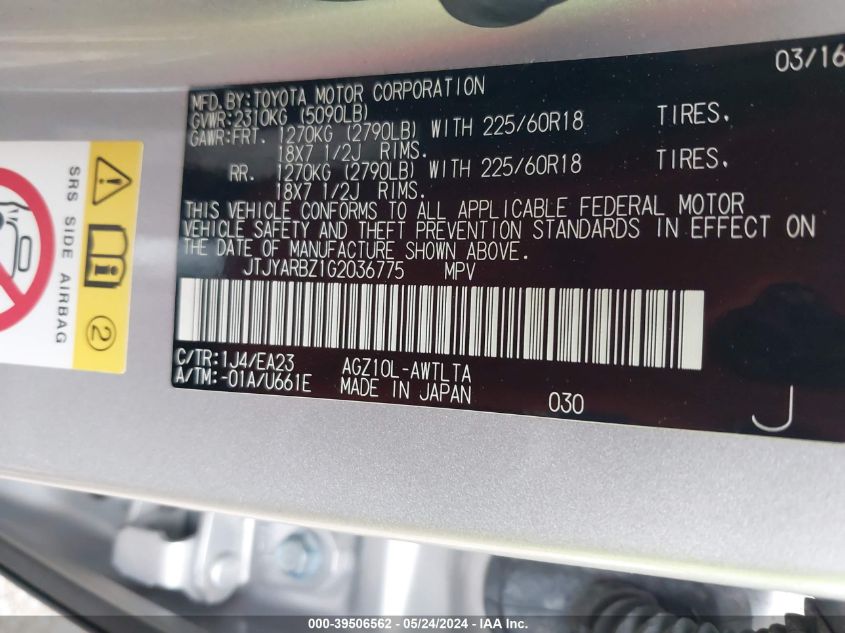 03/16
MFD.BY:TOYOTA MOTOR CORPORATION
GVWR:2310KG (5090LB)
GAWR:FRT. 1270KG (2790LB) WITH 225/60R18 TIRES.
18X7 1/2J RIMS.
RR. 1270KG (2790LB) WITH 225/60R18 TIRES.
18X7 1/2J RIMS.
THIS VEHICLE CONFORMS TO ALL APPLICABLE FEDERAL MOTOR
VEHICLE SAFETY AND THEFT PREVENTION STANDARDS IN EFFECT ON
THE DATE OF MANUFACTURE SHOWN ABOVE.
JTJYARBZ1G2036775 MPV
C/TR:1J4/EA23 AGZ10L-AWTLTA
A/TM:-01A/U661E MADE IN JAPAN 030
J
SRS SIDE AIRBAG
2
000-39506562 - 05/24/2024 - IAA Inc.